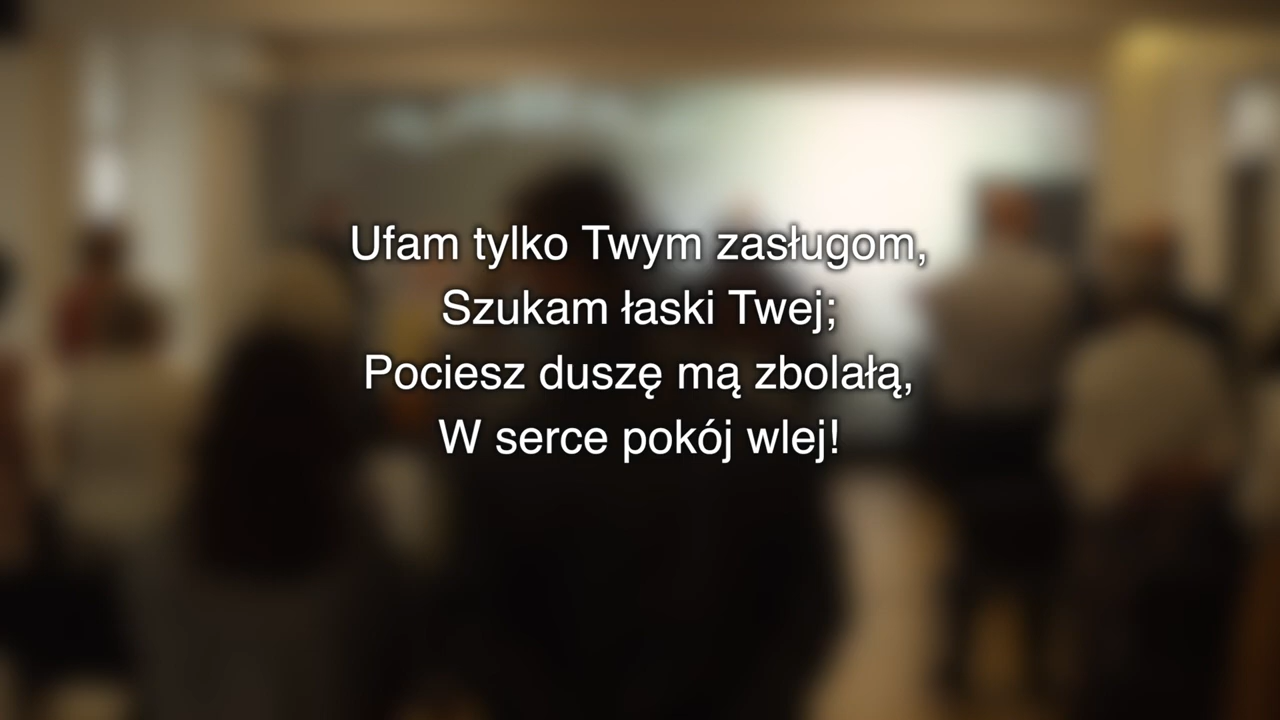 Ufam tylko Twym zasługom,
Szukam łaski Twej;
Pociesz duszę mą zbolałą,
W serce pokój wlej!